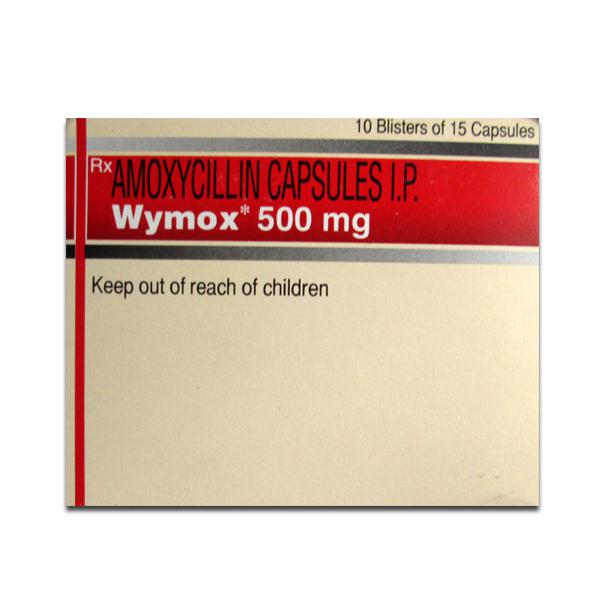 10 Blisters of 15 Capsules
Rx AMOXYCILLIN CAPSULES I.P.
Wymox* 500 mg
Keep out of reach of children